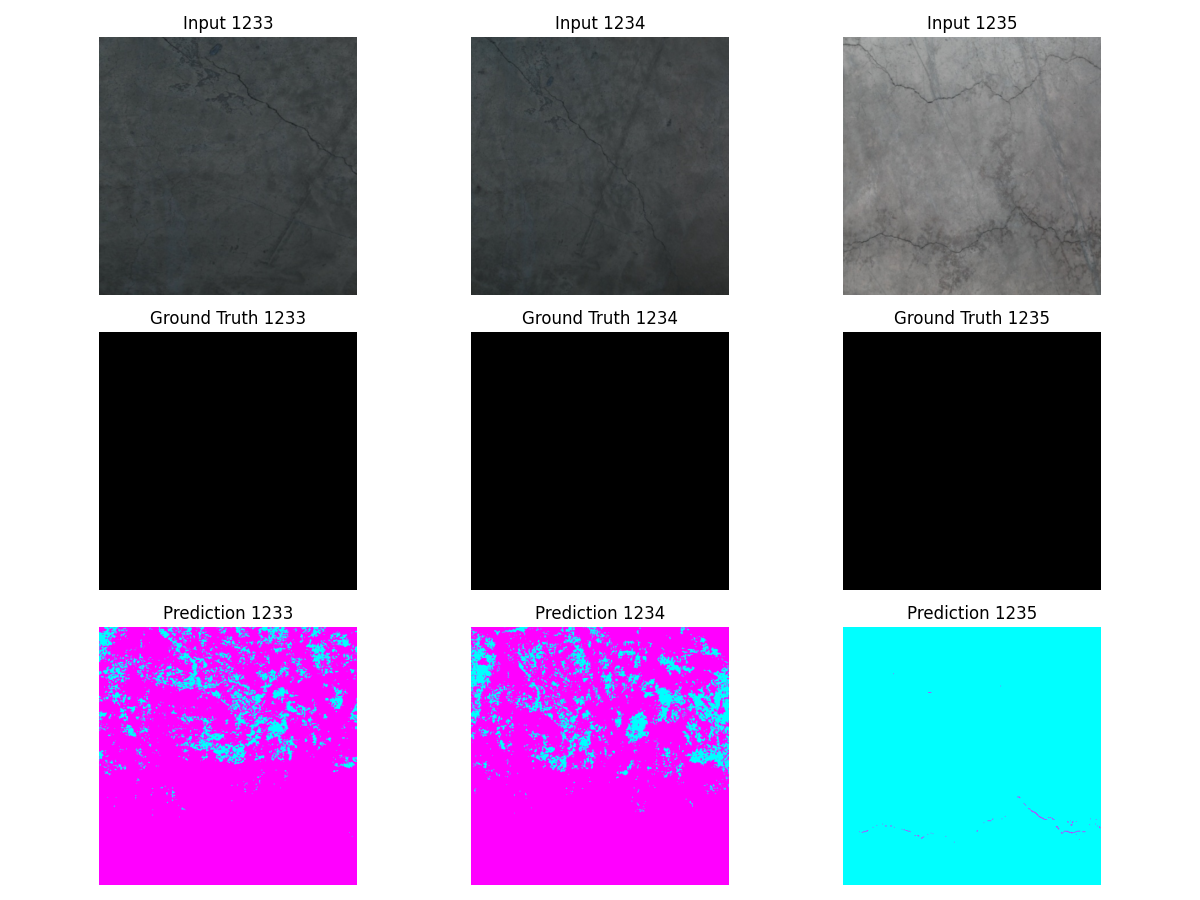 Input 1233
Input 1234
Input 1235
Ground Truth 1233
Ground Truth 1234
Ground Truth 1235
Prediction 1233
Prediction 1234
Prediction 1235